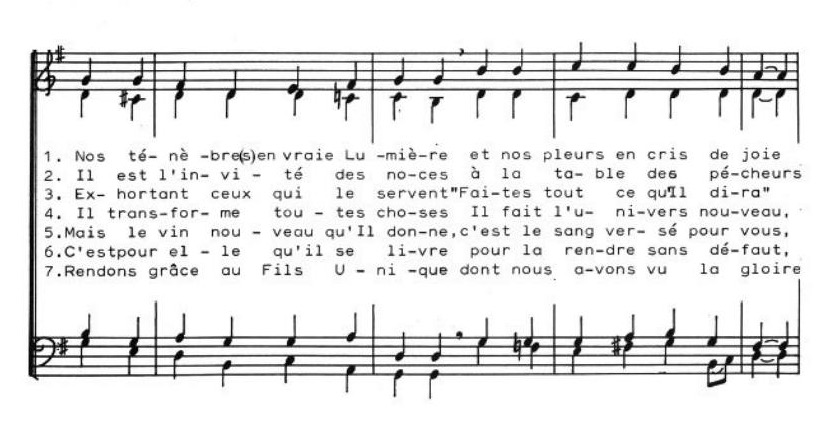 1. Nos té- nè -bre(s)en vraie Lu -miè-re et nos pleurs en cris de joie
2. Il est l'in- vi - té des no-ces à la ta- ble des pé-cheurs
3. Ex- hortant ceux qui le servent"Fai-tes tout ce qu'Il di-ra"
4. Il trans-for- me tou - tes cho-ses Il fait l'u- ni-vers nou-veau,
5.Mais le vin nou - veau qu'Il don-ne,c'est le sang ver- sé pour vous,
6.C'estpour el - le qu'il se li-vre pour la ren-dre sans dé-faut,
7.Rendons grâce au Fils U - ni -que dont nous a-vons vu la gloire